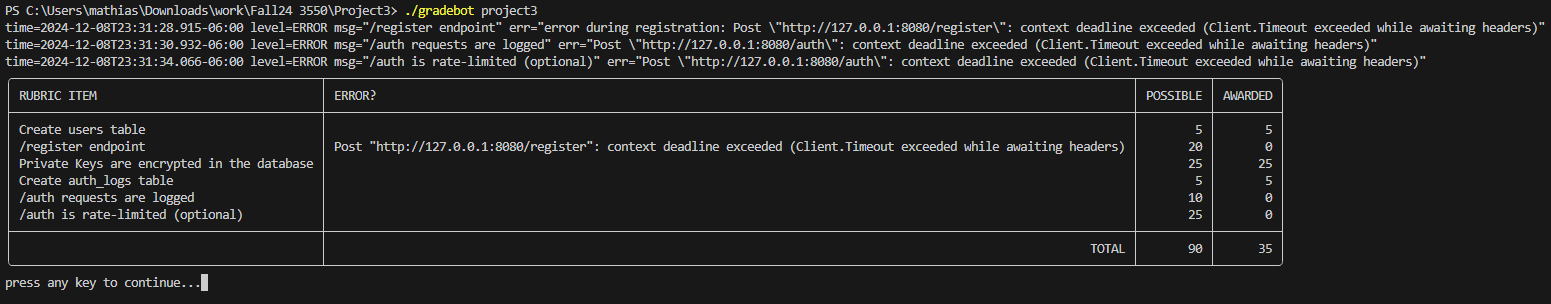 PS C:\Users\mathias\Downloads\work\Fall24 3550\Project3> ./gradebot project3
time=2024-12-08T23:31:28.915-06:00 level=ERROR msg="/register endpoint" err="error during registration: Post \"http://127.0.0.1:8080/register\": context deadline exceeded (Client.Timeout exceeded while awaiting headers)"
time=2024-12-08T23:31:30.932-06:00 level=ERROR msg="/auth requests are logged" err="Post \"http://127.0.0.1:8080/auth\": context deadline exceeded (Client.Timeout exceeded while awaiting headers)"
time=2024-12-08T23:31:34.066-06:00 level=ERROR msg="/auth is rate-limited (optional)" err="Post \"http://127.0.0.1:8080/auth\": context deadline exceeded (Client.Timeout exceeded while awaiting headers)"
RUBRIC ITEM ERROR? POSSIBLE AWARDED
Create users table 5 5
/register endpoint Post "http://127.0.0.1:8080/register": context deadline exceeded (Client.Timeout exceeded while awaiting headers) 20 0
Private Keys are encrypted in the database 25 25
Create auth_logs table 5 5
/auth requests are logged 10 0
/auth is rate-limited (optional) 25 0
TOTAL 90 35
press any key to continue...